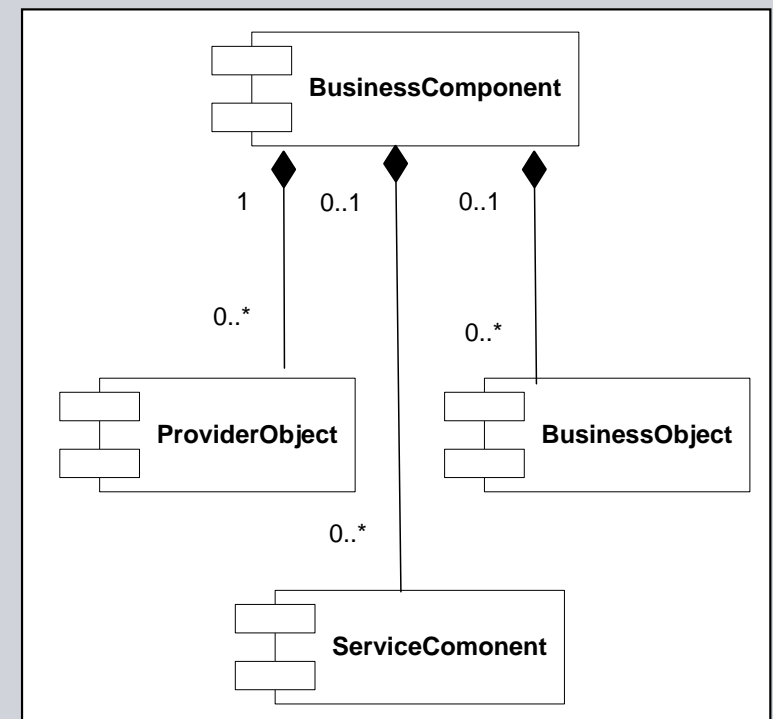 BusinessComponent
1
0..1
0..1
0..*
0..*
ProviderObject
BusinessObject
0..*
ServiceComonent